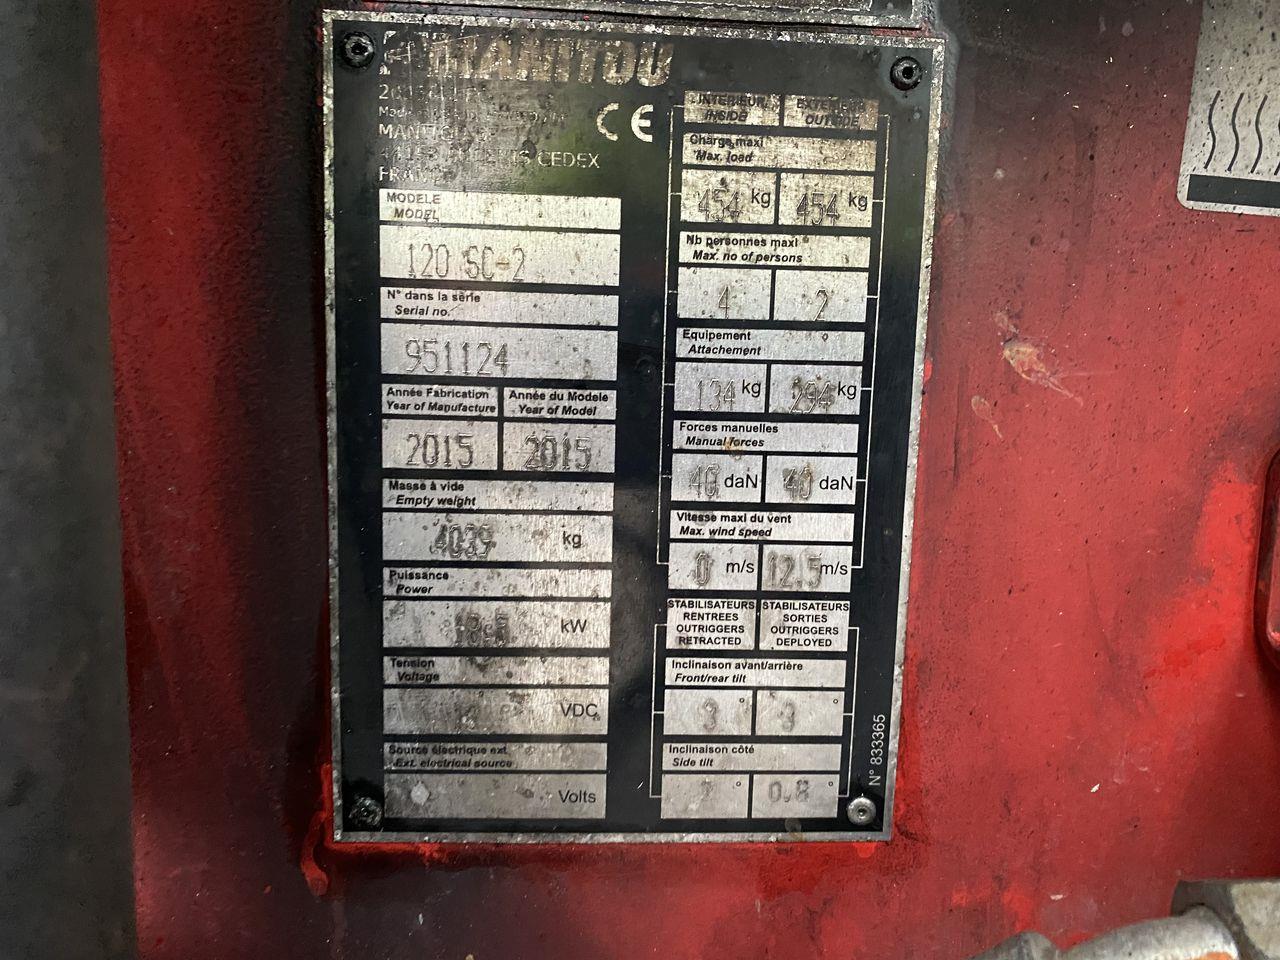 MANITOU
CE
CEDEX
MODELE
MODEL
120 SC-2
N° dans la série
Serial no.
951124
Année Fabrication
Year of Manufacture
Année du Modele
Year of Model
2015
2015
Masse à vide
Empty weight
4039 kg
Puissance
Power
kW
Tension
Voltage
VDC
Source électrique ext.
Ext. electrical source
Volts
INTERIEUR
INSIDE
EXTERIEUR
OUTSIDE
Charge maxi
Max. load
454 kg
454 kg
Nb personnes maxi
Max. no of persons
4
2
Equipement
Attachement
134 kg
294 kg
Forces manuelles
Manual forces
40 daN
40 daN
Vitesse maxi du vent
Max. wind speed
0 m/s
12.5 m/s
STABILISATEURS
RENTREES
OUTRIGGERS
RETRACTED
STABILISATEURS
SORTIES
OUTRIGGERS
DEPLOYED
Inclinaison avant/arrière
Front/rear tilt
3 °
3 °
Inclinaison côté
Side tilt
°
0.8 °
N° 833365